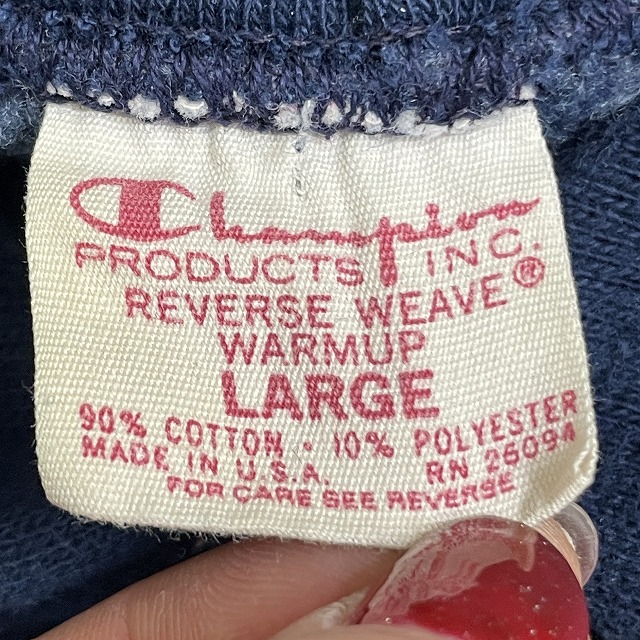 Champion
PRODUCTS INC.
REVERSE WEAVE®
WARMUP
LARGE
90% COTTON · 10% POLYESTER
MADE IN U.S.A. RN 26094
FOR CARE SEE REVERSE